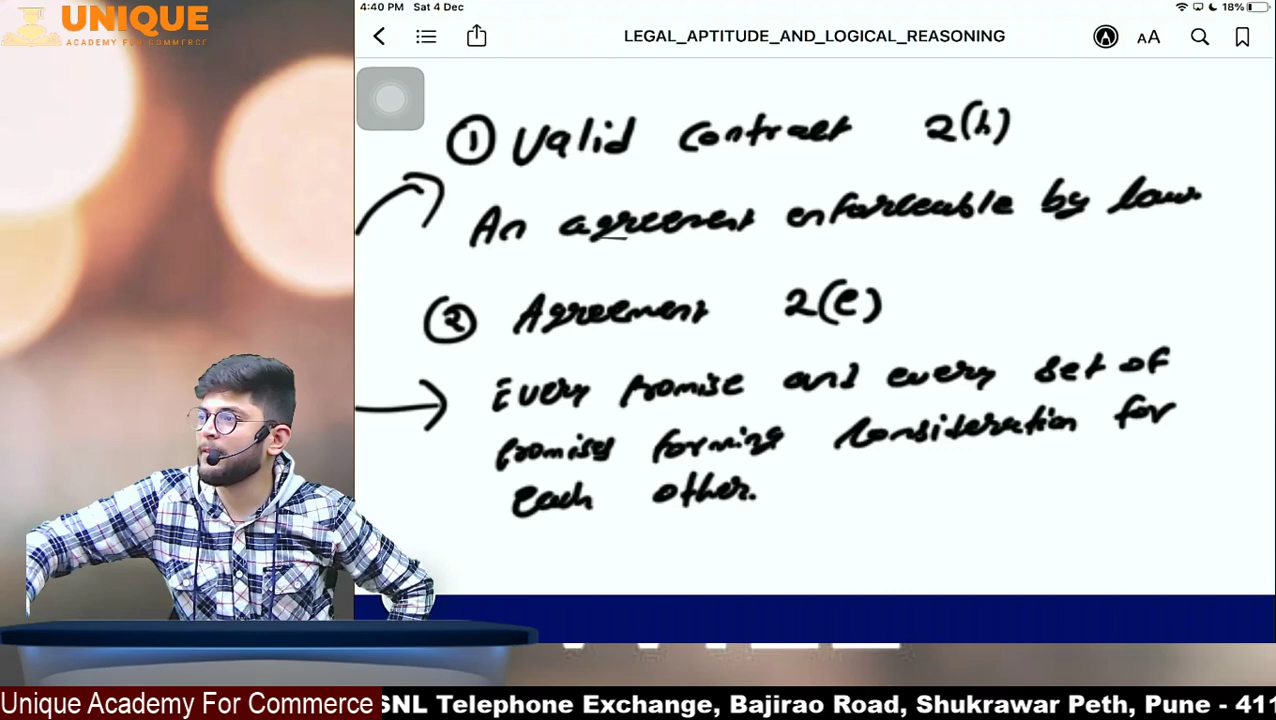 UNIQUE
ACADEMY FOR COMMERCE
4:40 PM Sat 4 Dec
18%
LEGAL_APTITUDE_AND_LOGICAL_REASONING
AA
① Valid contract 2(h)
An agreement enforceable by law.
② Agreement 2(e)
Every promise and every set of
promises forming consideration for
each other.
Unique Academy For Commerce
SNL Telephone Exchange, Bajirao Road, Shukrawar Peth, Pune - 411